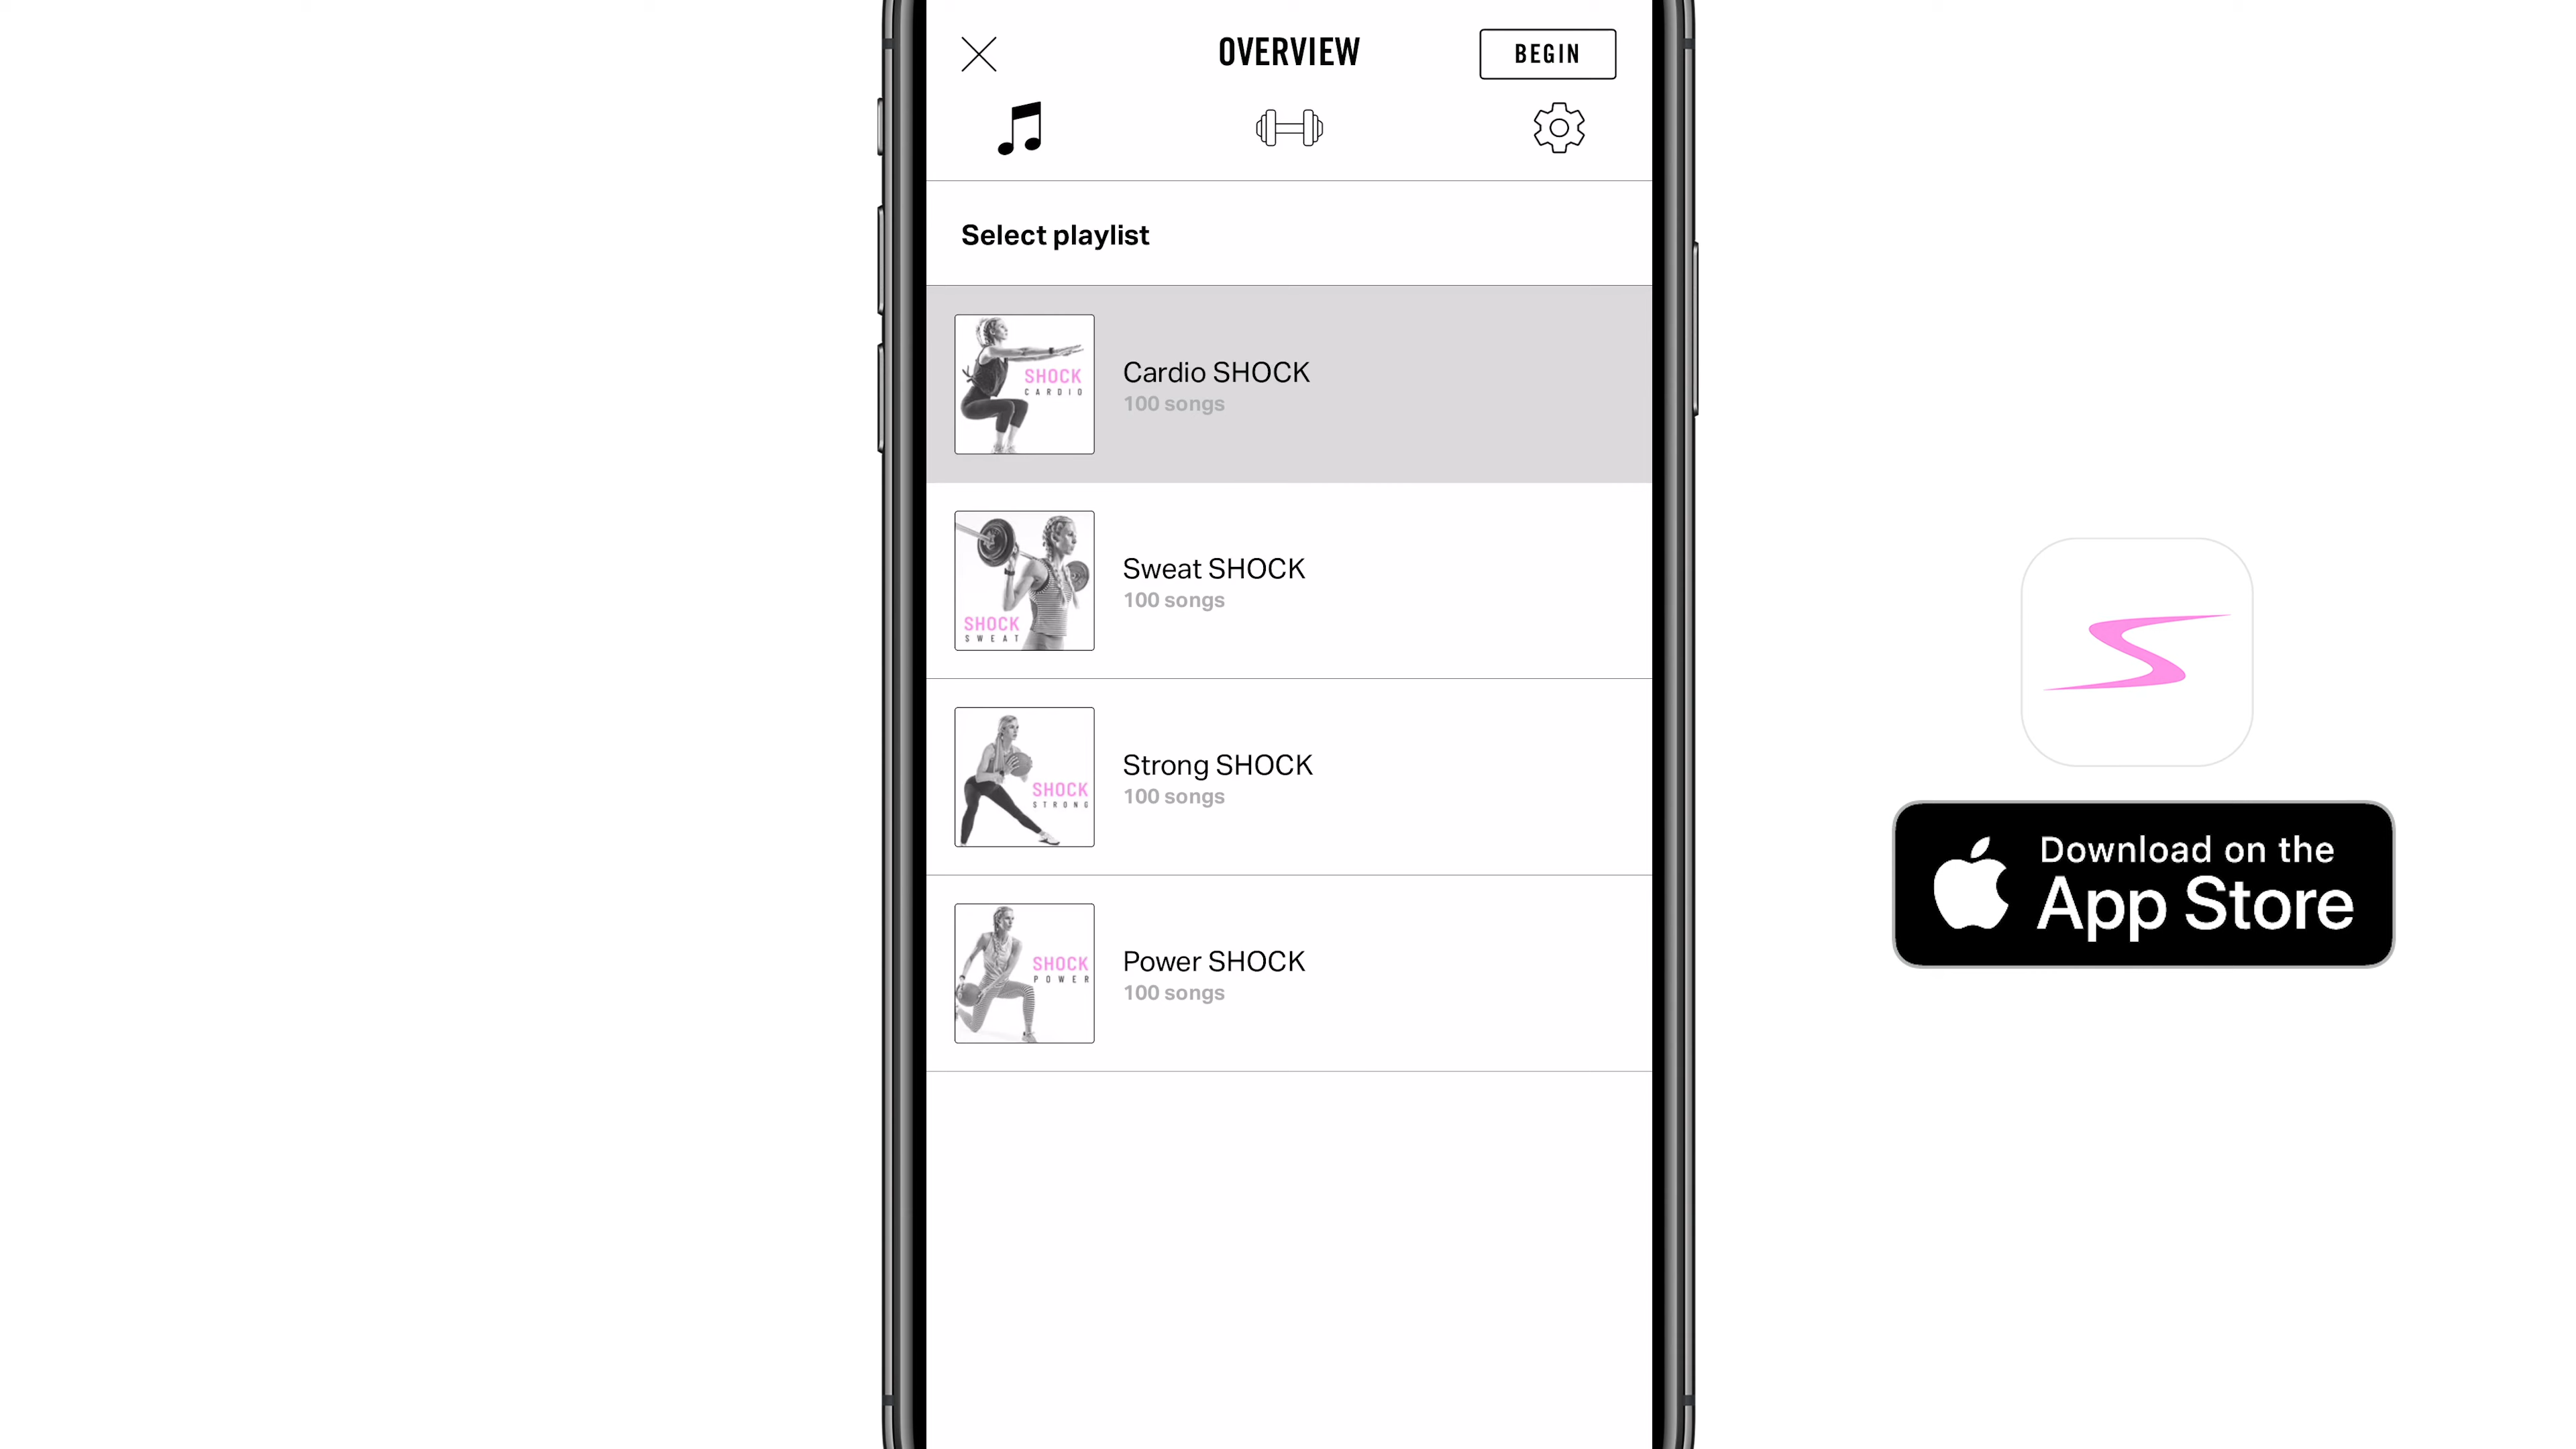 OVERVIEW
BEGIN
Select playlist
SHOCK
CARDIO
Cardio SHOCK
100 songs
SHOCK
SWEAT
Sweat SHOCK
100 songs
SHOCK
STRONG
Strong SHOCK
100 songs
SHOCK
POWER
Power SHOCK
100 songs
Download on the
App Store